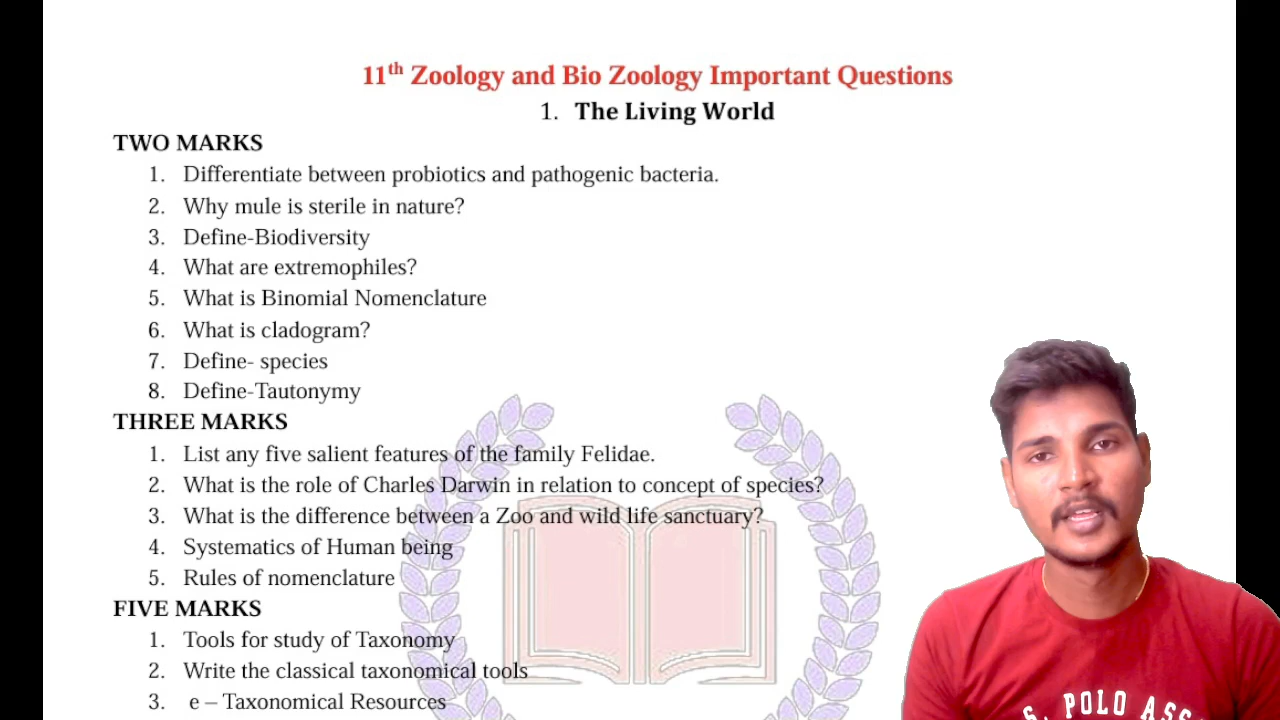 11th Zoology and Bio Zoology Important Questions
1. The Living World
TWO MARKS
1. Differentiate between probiotics and pathogenic bacteria.
2. Why mule is sterile in nature?
3. Define-Biodiversity
4. What are extremophiles?
5. What is Binomial Nomenclature
6. What is cladogram?
7. Define- species
8. Define-Tautonymy
THREE MARKS
1. List any five salient features of the family Felidae.
2. What is the role of Charles Darwin in relation to concept of species?
3. What is the difference between a Zoo and wild life sanctuary?
4. Systematics of Human being
5. Rules of nomenclature
FIVE MARKS
1. Tools for study of Taxonomy
2. Write the classical taxonomical tools
3. e – Taxonomical Resources
POLO